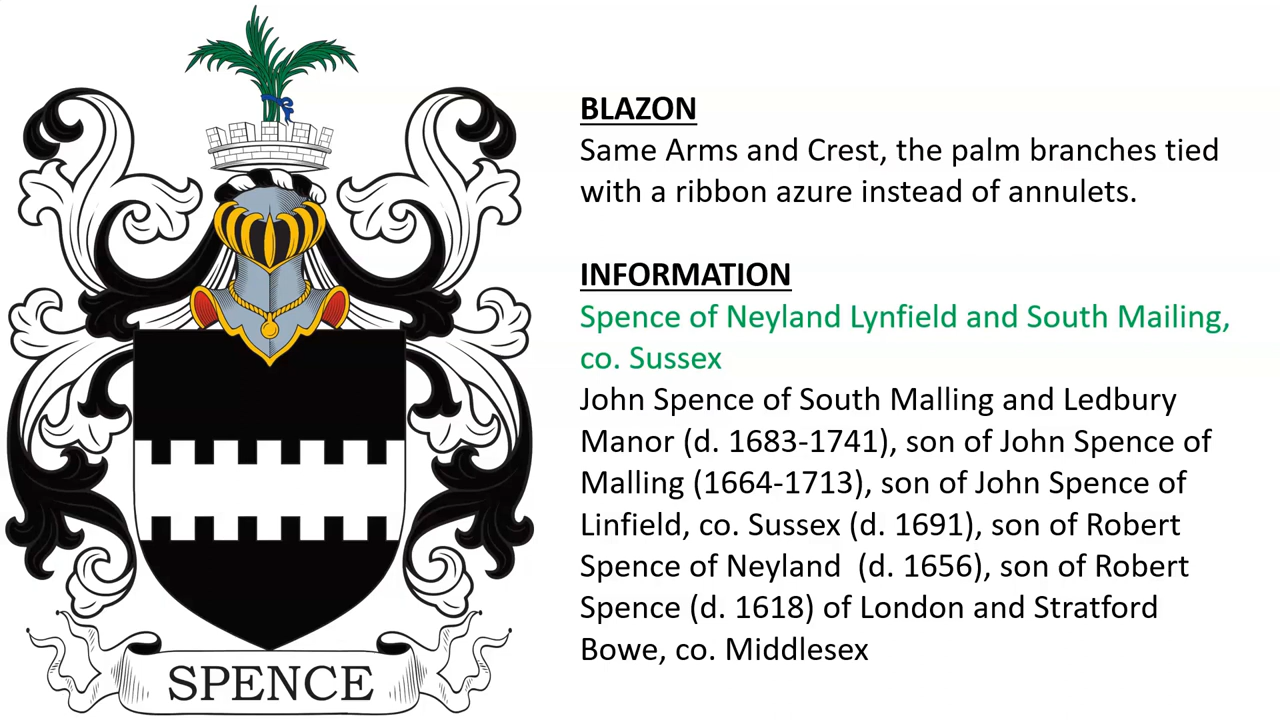 BLAZON
Same Arms and Crest, the palm branches tied
with a ribbon azure instead of annulets.
INFORMATION
Spence of Neyland Lynfield and South Mailing,
co. Sussex
John Spence of South Malling and Ledbury
Manor (d. 1683-1741), son of John Spence of
Malling (1664-1713), son of John Spence of
Linfield, co. Sussex (d. 1691), son of Robert
Spence of Neyland  (d. 1656), son of Robert
Spence (d. 1618) of London and Stratford
Bowe, co. Middlesex
SPENCE